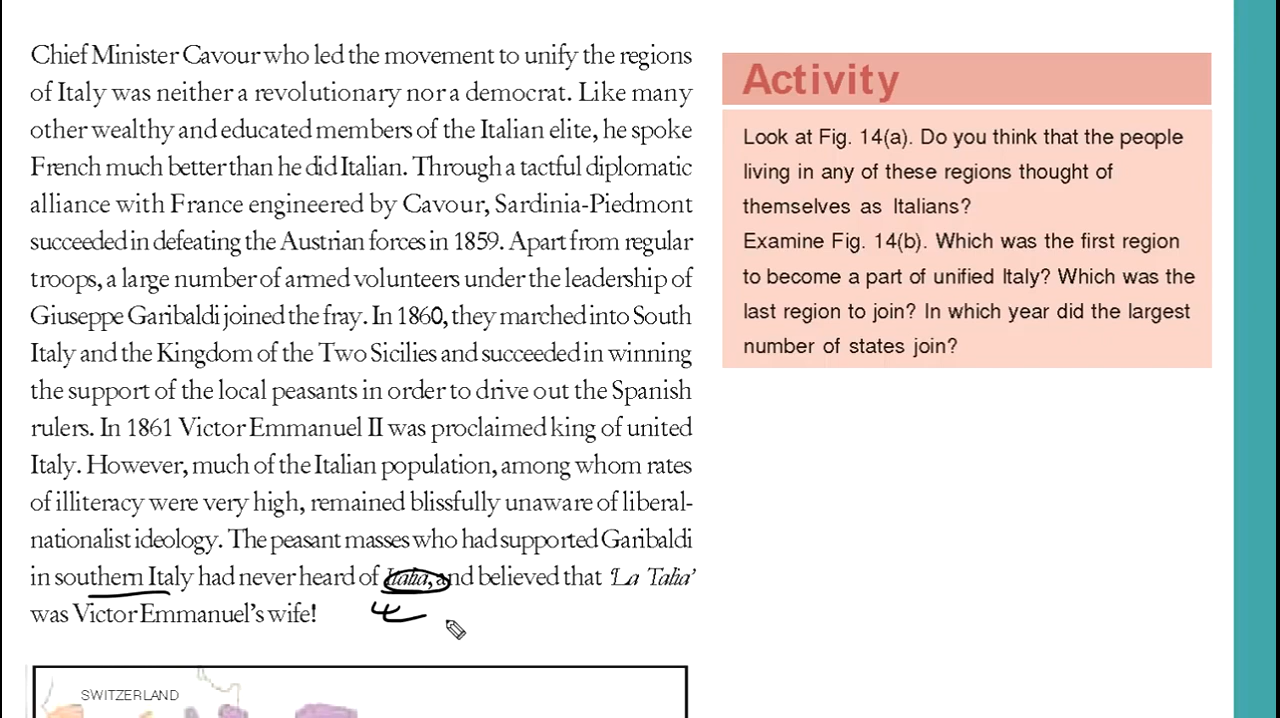 Chief Minister Cavour who led the movement to unify the regions
of Italy was neither a revolutionary nor a democrat. Like many
other wealthy and educated members of the Italian elite, he spoke
French much better than he did Italian. Through a tactful diplomatic
alliance with France engineered by Cavour, Sardinia-Piedmont
succeeded in defeating the Austrian forces in 1859. Apart from regular
troops, a large number of armed volunteers under the leadership of
Giuseppe Garibaldi joined the fray. In 1860, they marched into South
Italy and the Kingdom of the Two Sicilies and succeeded in winning
the support of the local peasants in order to drive out the Spanish
rulers. In 1861 Victor Emmanuel II was proclaimed king of united
Italy. However, much of the Italian population, among whom rates
of illiteracy were very high, remained blissfully unaware of liberal-
nationalist ideology. The peasant masses who had supported Garibaldi
in southern Italy had never heard of Italia, and believed that ‘La Talia’
was Victor Emmanuel’s wife!
Activity
Look at Fig. 14(a). Do you think that the people
living in any of these regions thought of
themselves as Italians?
Examine Fig. 14(b). Which was the first region
to become a part of unified Italy? Which was the
last region to join? In which year did the largest
number of states join?
SWITZERLAND